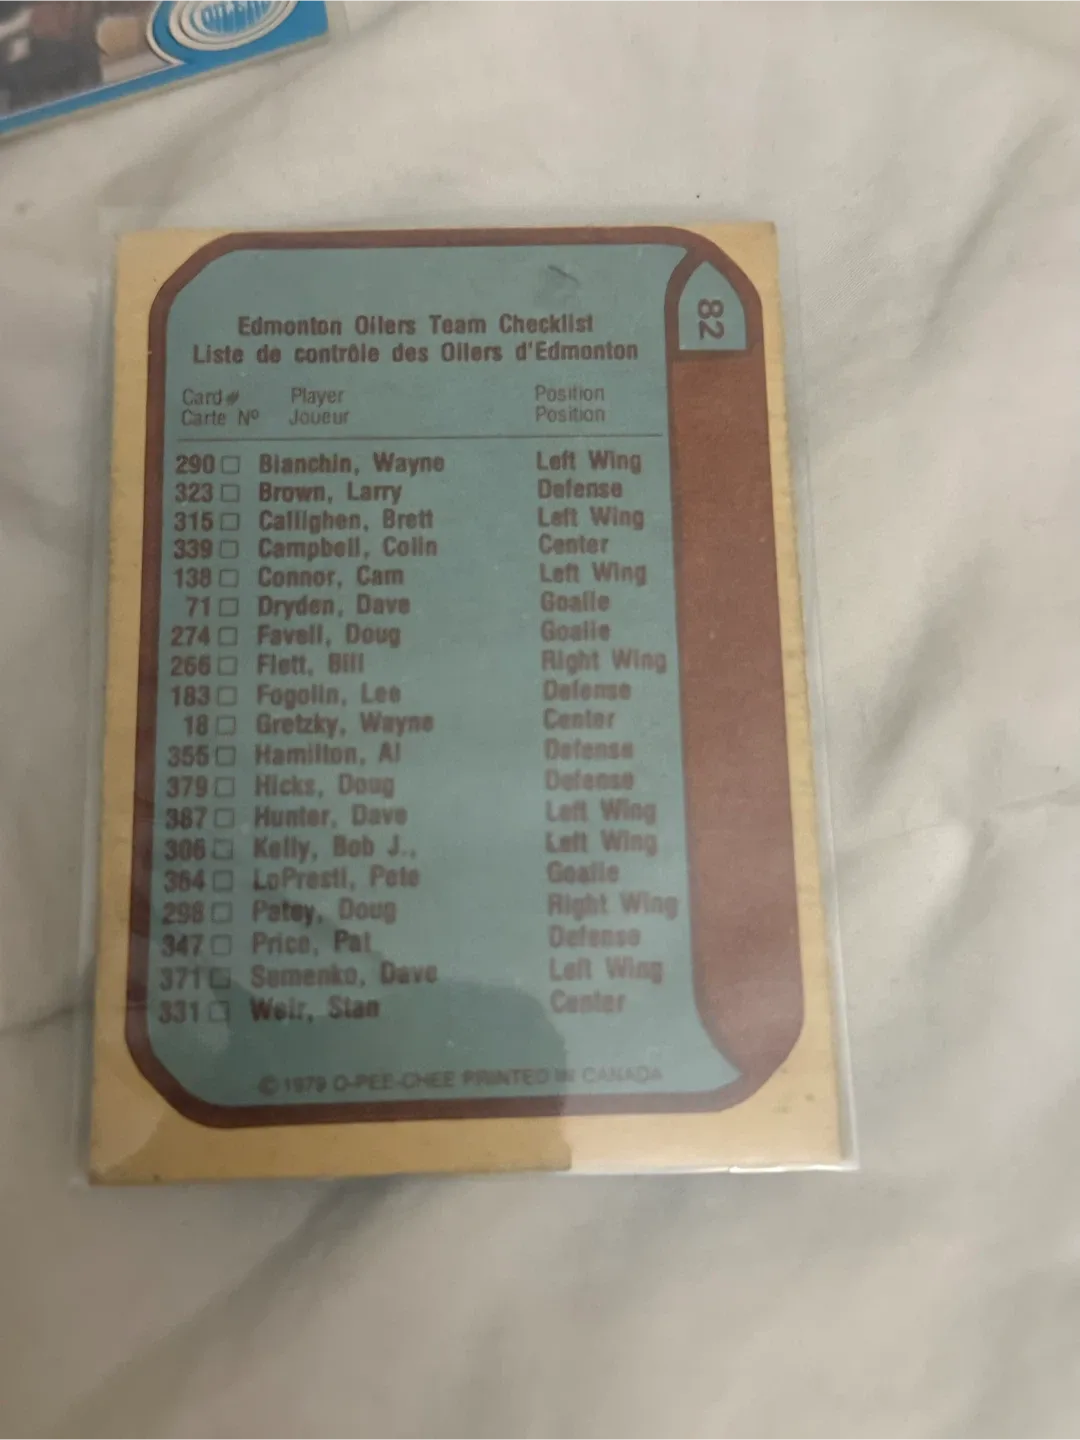 OILERS
82
Edmonton Oilers Team Checklist
Liste de contrôle des Oilers d'Edmonton
Card # Player Position
Carte Nº Joueur Position
290 Bianchin, Wayne Left Wing
323 Brown, Larry Defense
315 Callighen, Brett Left Wing
339 Campbell, Colin Center
138 Connor, Cam Left Wing
71 Dryden, Dave Goalie
274 Favell, Doug Goalie
266 Flett, Bill Right Wing
183 Fogolin, Lee Defense
18 Gretzky, Wayne Center
355 Hamilton, Al Defense
379 Hicks, Doug Defense
387 Hunter, Dave Left Wing
306 Kelly, Bob J., Left Wing
364 LoPresti, Pete Goalie
298 Patey, Doug Right Wing
347 Price, Pat Defense
371 Semenko, Dave Left Wing
331 Weir, Stan Center
© 1979 O-PEE-CHEE PRINTED IN CANADA